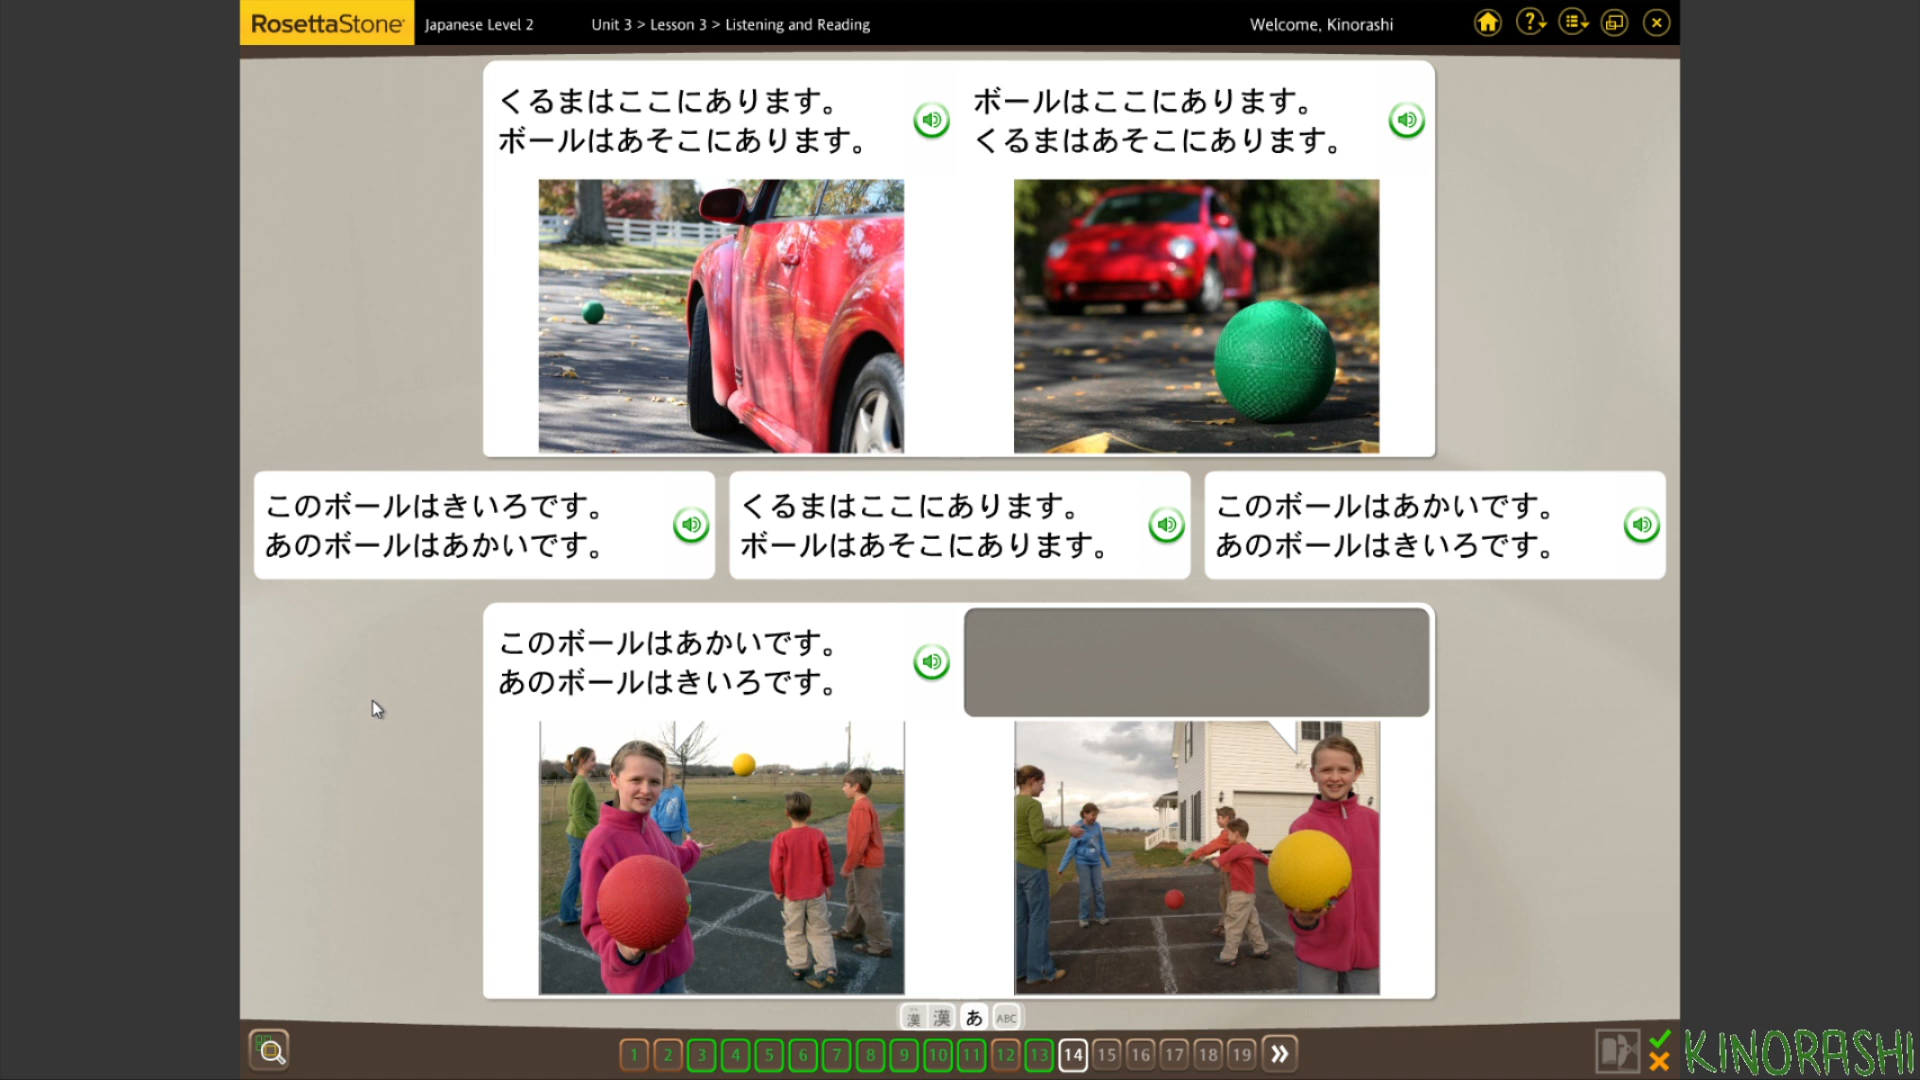 RosettaStone
Japanese Level 2
Unit 3 > Lesson 3 > Listening and Reading
Welcome, Kinorashi
くるまはここにあります。
ボールはあそこにあります。
ボールはここにあります。
くるまはあそこにあります。
このボールはきいろです。
あのボールはあかいです。
くるまはここにあります。
ボールはあそこにあります。
このボールはあかいです。
あのボールはきいろです。
このボールはあかいです。
あのボールはきいろです。
漢 漢 あ ABC
1 2 3 4 5 6 7 8 9 10 11 12 13 14 15 16 17 18 19
KINORASHI